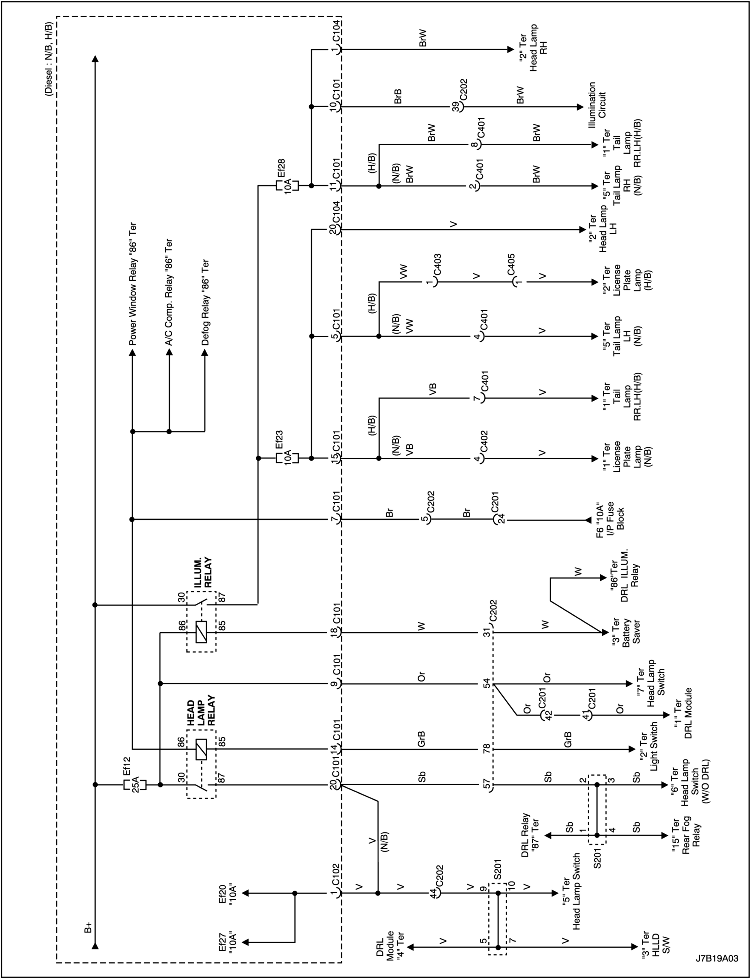 (Diesel : N/B, H/B)
1 C104
BrW
"2" Ter
Head Lamp
RH
10 C101
BrB
39 C202
BrW
Illumination
Circuit
BrW
8 C401
BrW
"1" Ter
Tail
Lamp
RR.LH(H/B)
(H/B)
Ef28
10A
11 C101
(N/B)
BrW
2 C401
BrW
"5" Ter
Tail Lamp
RH
(N/B)
20 C104
V
"2" Ter
Head Lamp
LH
Power Window Relay "86" Ter
A/C Comp. Relay "86" Ter
Defog Relay "86" Ter
VW
1 C403
V
1 C405
V
"2" Ter
License
Plate
Lamp
(H/B)
(H/B)
5 C101
(N/B)
VW
4 C401
V
"5" Ter
Tail Lamp
LH
(N/B)
VB
7 C401
V
"1" Ter
Tail
Lamp
RR.LH(H/B)
(H/B)
Ef23
10A
15 C101
(N/B)
VB
4 C402
V
"1" Ter
License
Plate
Lamp
(N/B)
7 C101
Br
5 C202
Br
C201
24
F6 "10A"
I/P Fuse
Block
ILLUM.
RELAY
30
87
86
85
W
"86"Ter
DRL ILLUM.
Relay
18 C101
W
31 C202
W
"3" Ter
Battery
Saver
9 C101
Or
54
Or
"7" Ter
Head Lamp
Switch
Or
C201
42
C201
41
Or
"1" Ter
DRL Module
HEAD
LAMP
RELAY
86
85
14 C101
GrB
78
GrB
"2" Ter
Light Switch
Ef12
25A
30
87
20 C101
Sb
57
Sb
2
3
Sb
"6" Ter
Head Lamp
Switch
(W/O DRL)
DRL Relay
"87" Ter
Sb
1
4
Sb
"15" Ter
Rear Fog
Relay
S201
V
(N/B)
Ef20
"10A"
1 C102
V
V
44 C202
V
9
S201
10
V
"5" Ter
Head Lamp Switch
B+
Ef27
"10A"
DRL
Module
"4" Ter
V
5
7
V
"3" Ter
HLLD
S/W
J7B19A03